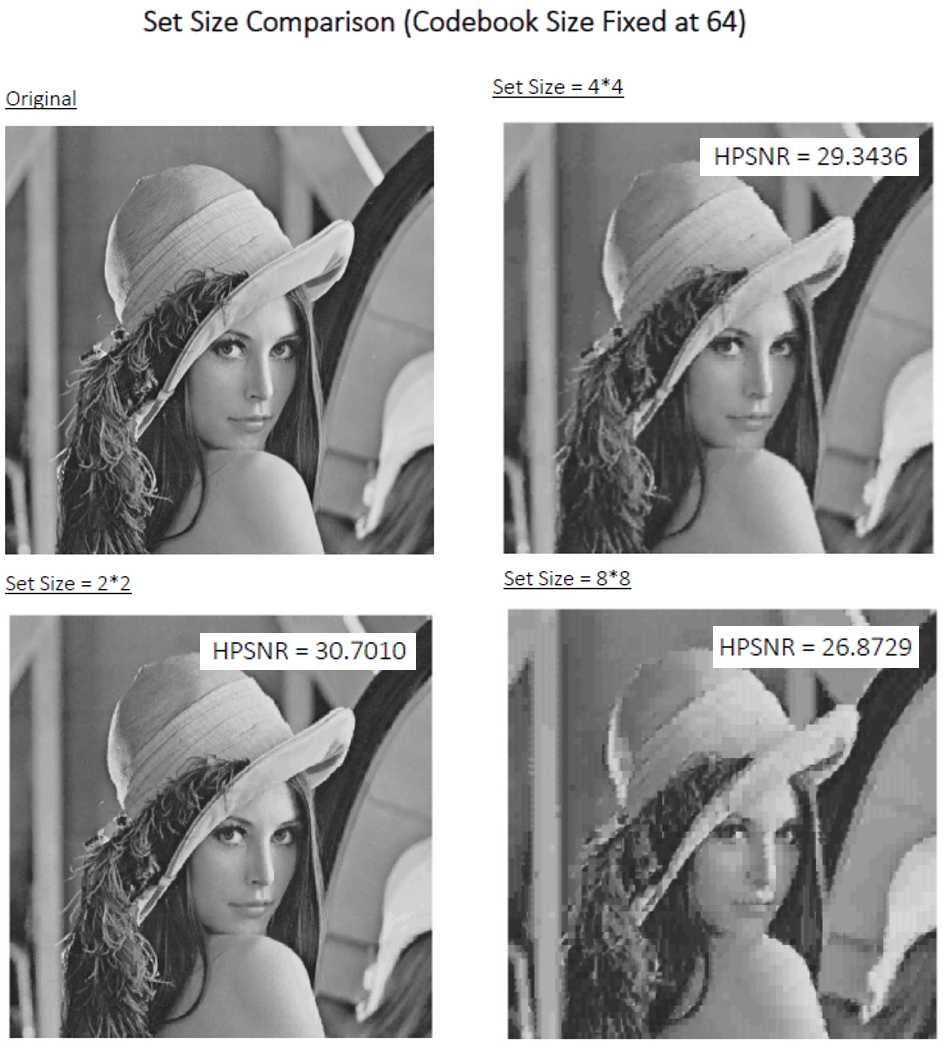 Set Size Comparison (Codebook Size Fixed at 64)
Original
Set Size = 4*4
HPSNR = 29.3436
Set Size = 2*2
Set Size = 8*8
HPSNR = 30.7010
HPSNR = 26.8729